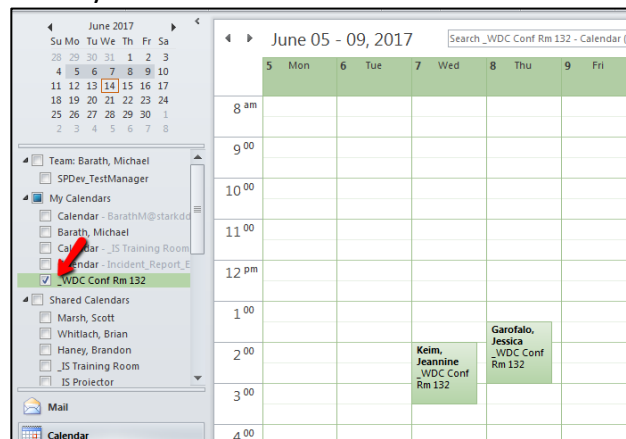 June 2017
Su Mo Tu We Th Fr Sa
28 29 30 31 1 2 3
4 5 6 7 8 9 10
11 12 13 14 15 16 17
18 19 20 21 22 23 24
25 26 27 28 29 30 1
2 3 4 5 6 7 8
Team: Barath, Michael
SPDev_TestManager
My Calendars
Calendar - BarathM@starkdd
Barath, Michael
Calendar - _IS Training Room
Calendar - Incident_Report_E
_WDC Conf Rm 132
Shared Calendars
Marsh, Scott
Whitlach, Brian
Haney, Brandon
_IS Training Room
IS Projector
Mail
Calendar
June 05 - 09, 2017
Search _WDC Conf Rm 132 - Calendar (
5 Mon 6 Tue 7 Wed 8 Thu 9 Fri
8 am
9 00
10 00
11 00
12 pm
1 00
2 00
3 00
4 00
Keim,
Jeannine
_WDC Conf
Rm 132
Garofalo,
Jessica
_WDC Conf
Rm 132